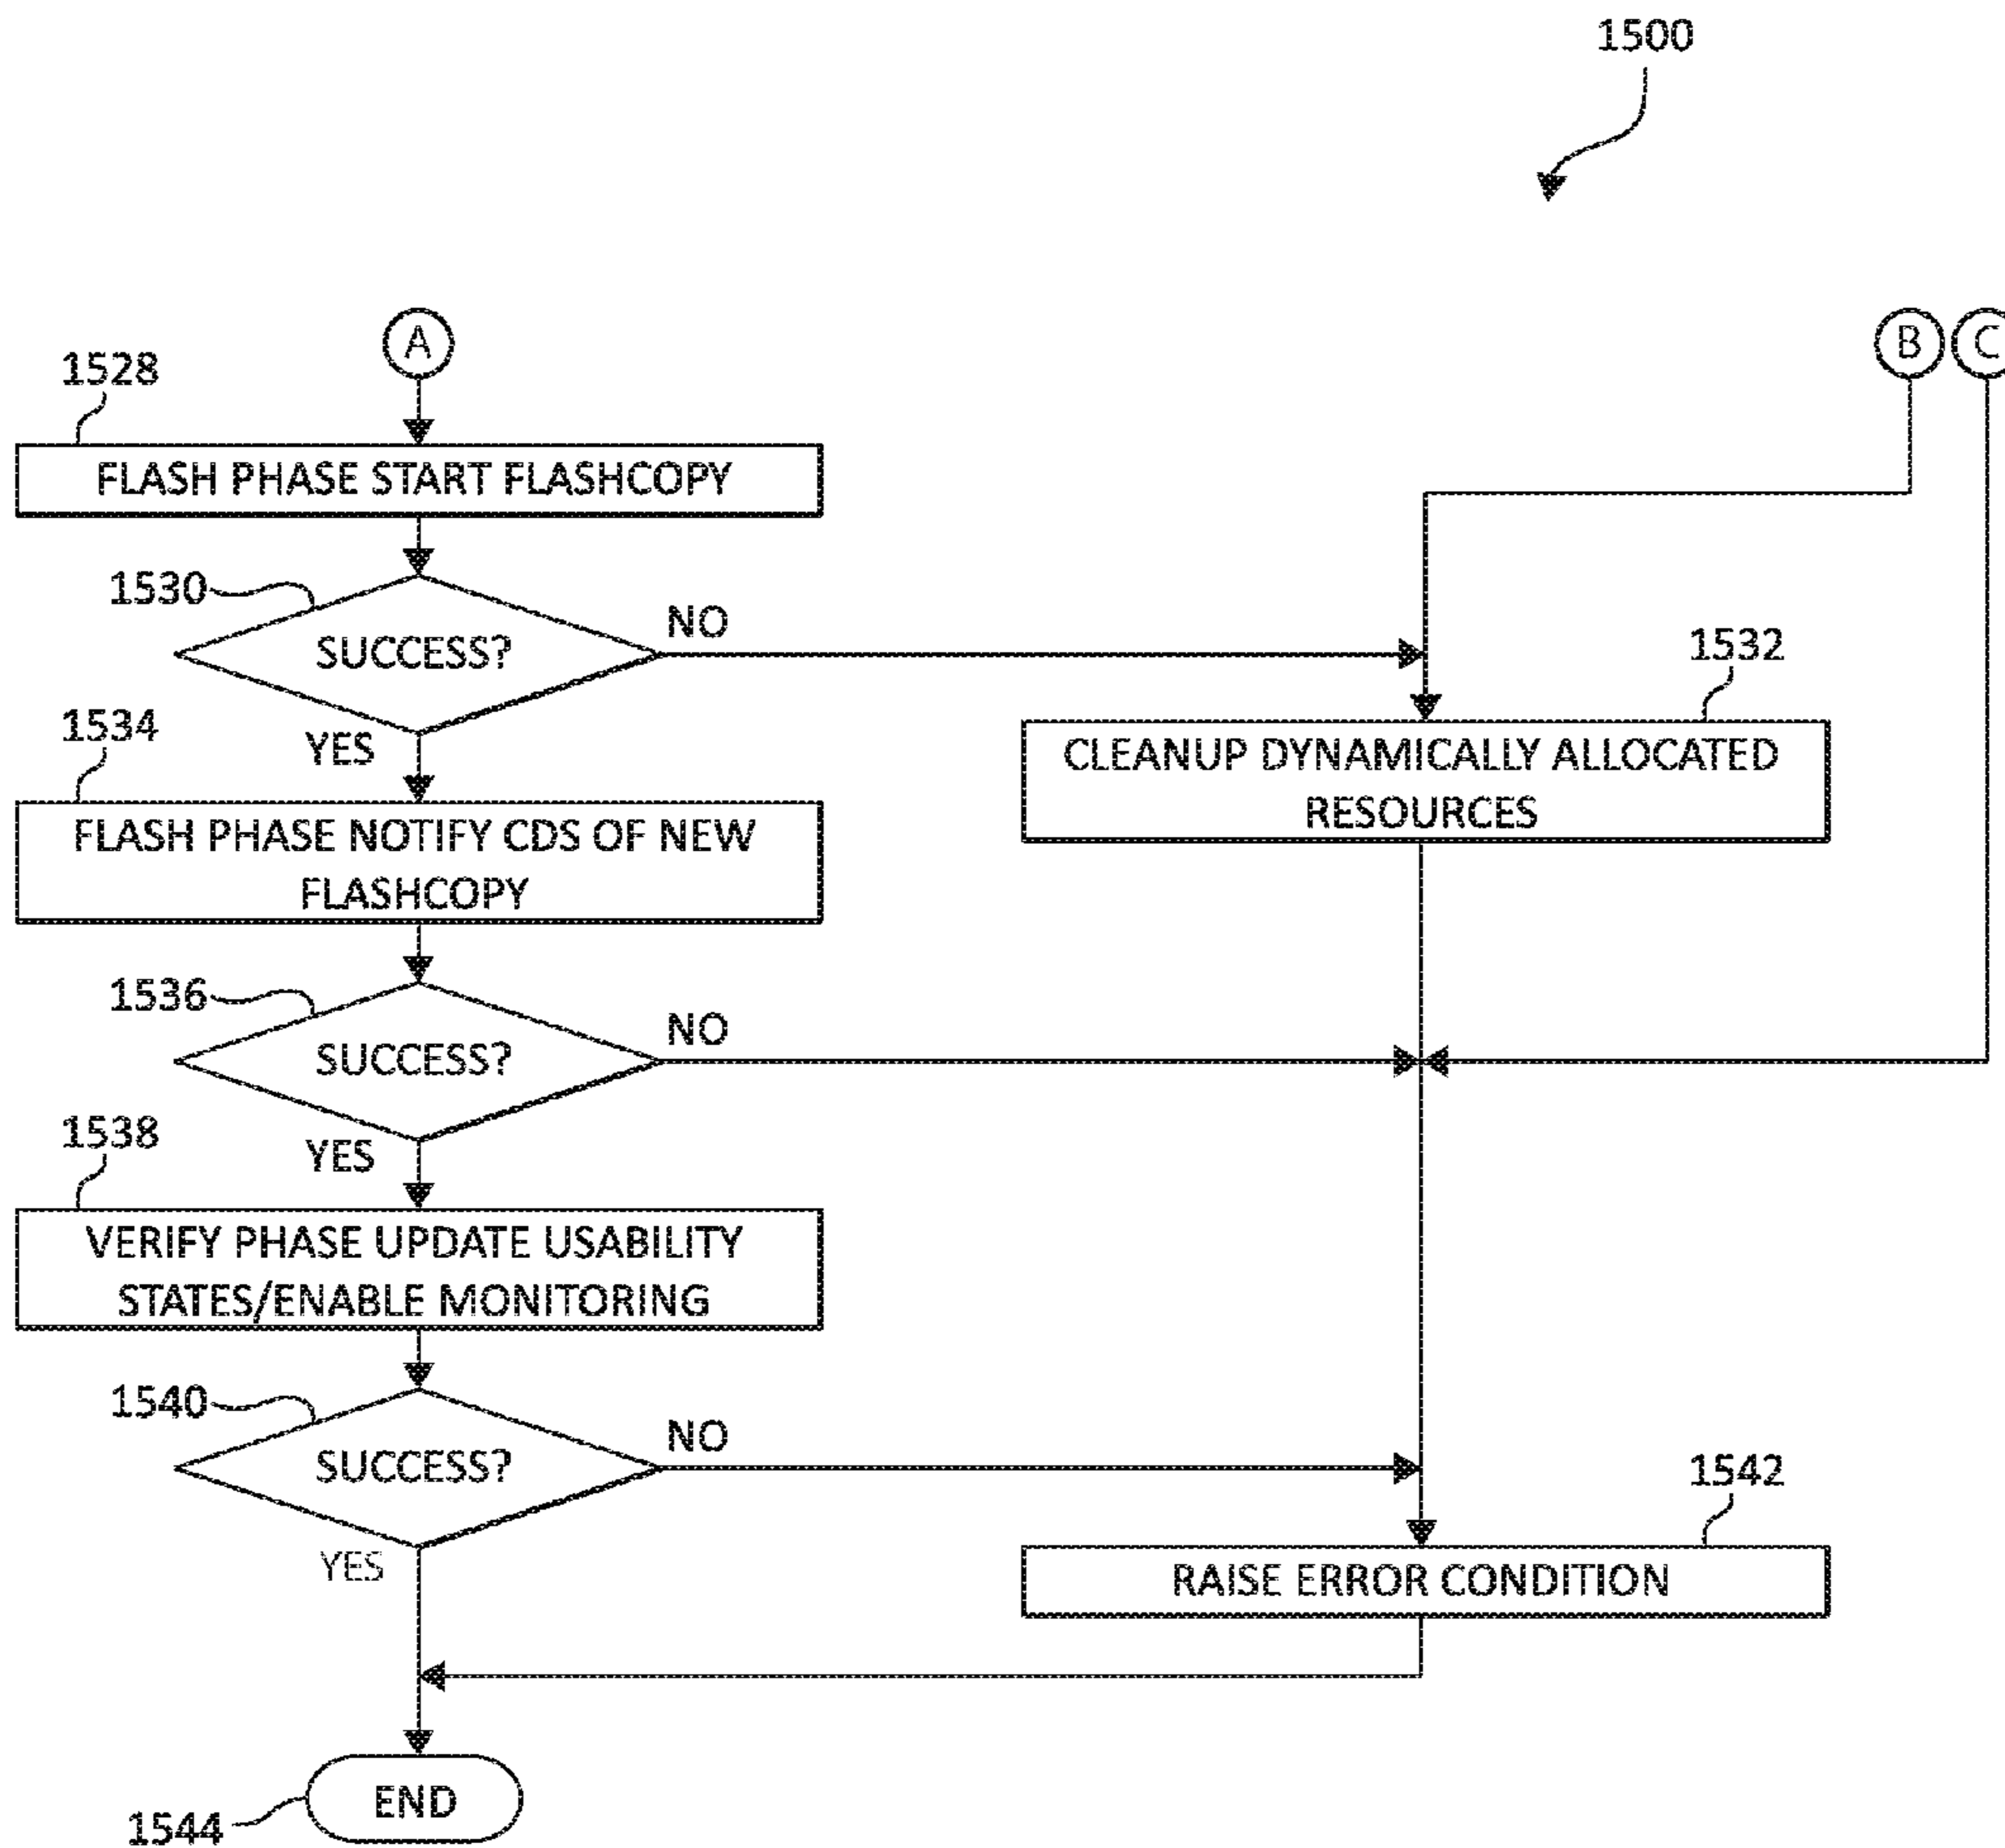 1500
A
B
C
1528
FLASH PHASE START FLASHCOPY
1530
SUCCESS?
NO
YES
1532
CLEANUP DYNAMICALLY ALLOCATED
RESOURCES
1534
FLASH PHASE NOTIFY CDS OF NEW
FLASHCOPY
1536
SUCCESS?
NO
YES
1538
VERIFY PHASE UPDATE USABILITY
STATES/ENABLE MONITORING
1540
SUCCESS?
NO
YES
1542
RAISE ERROR CONDITION
END
1544